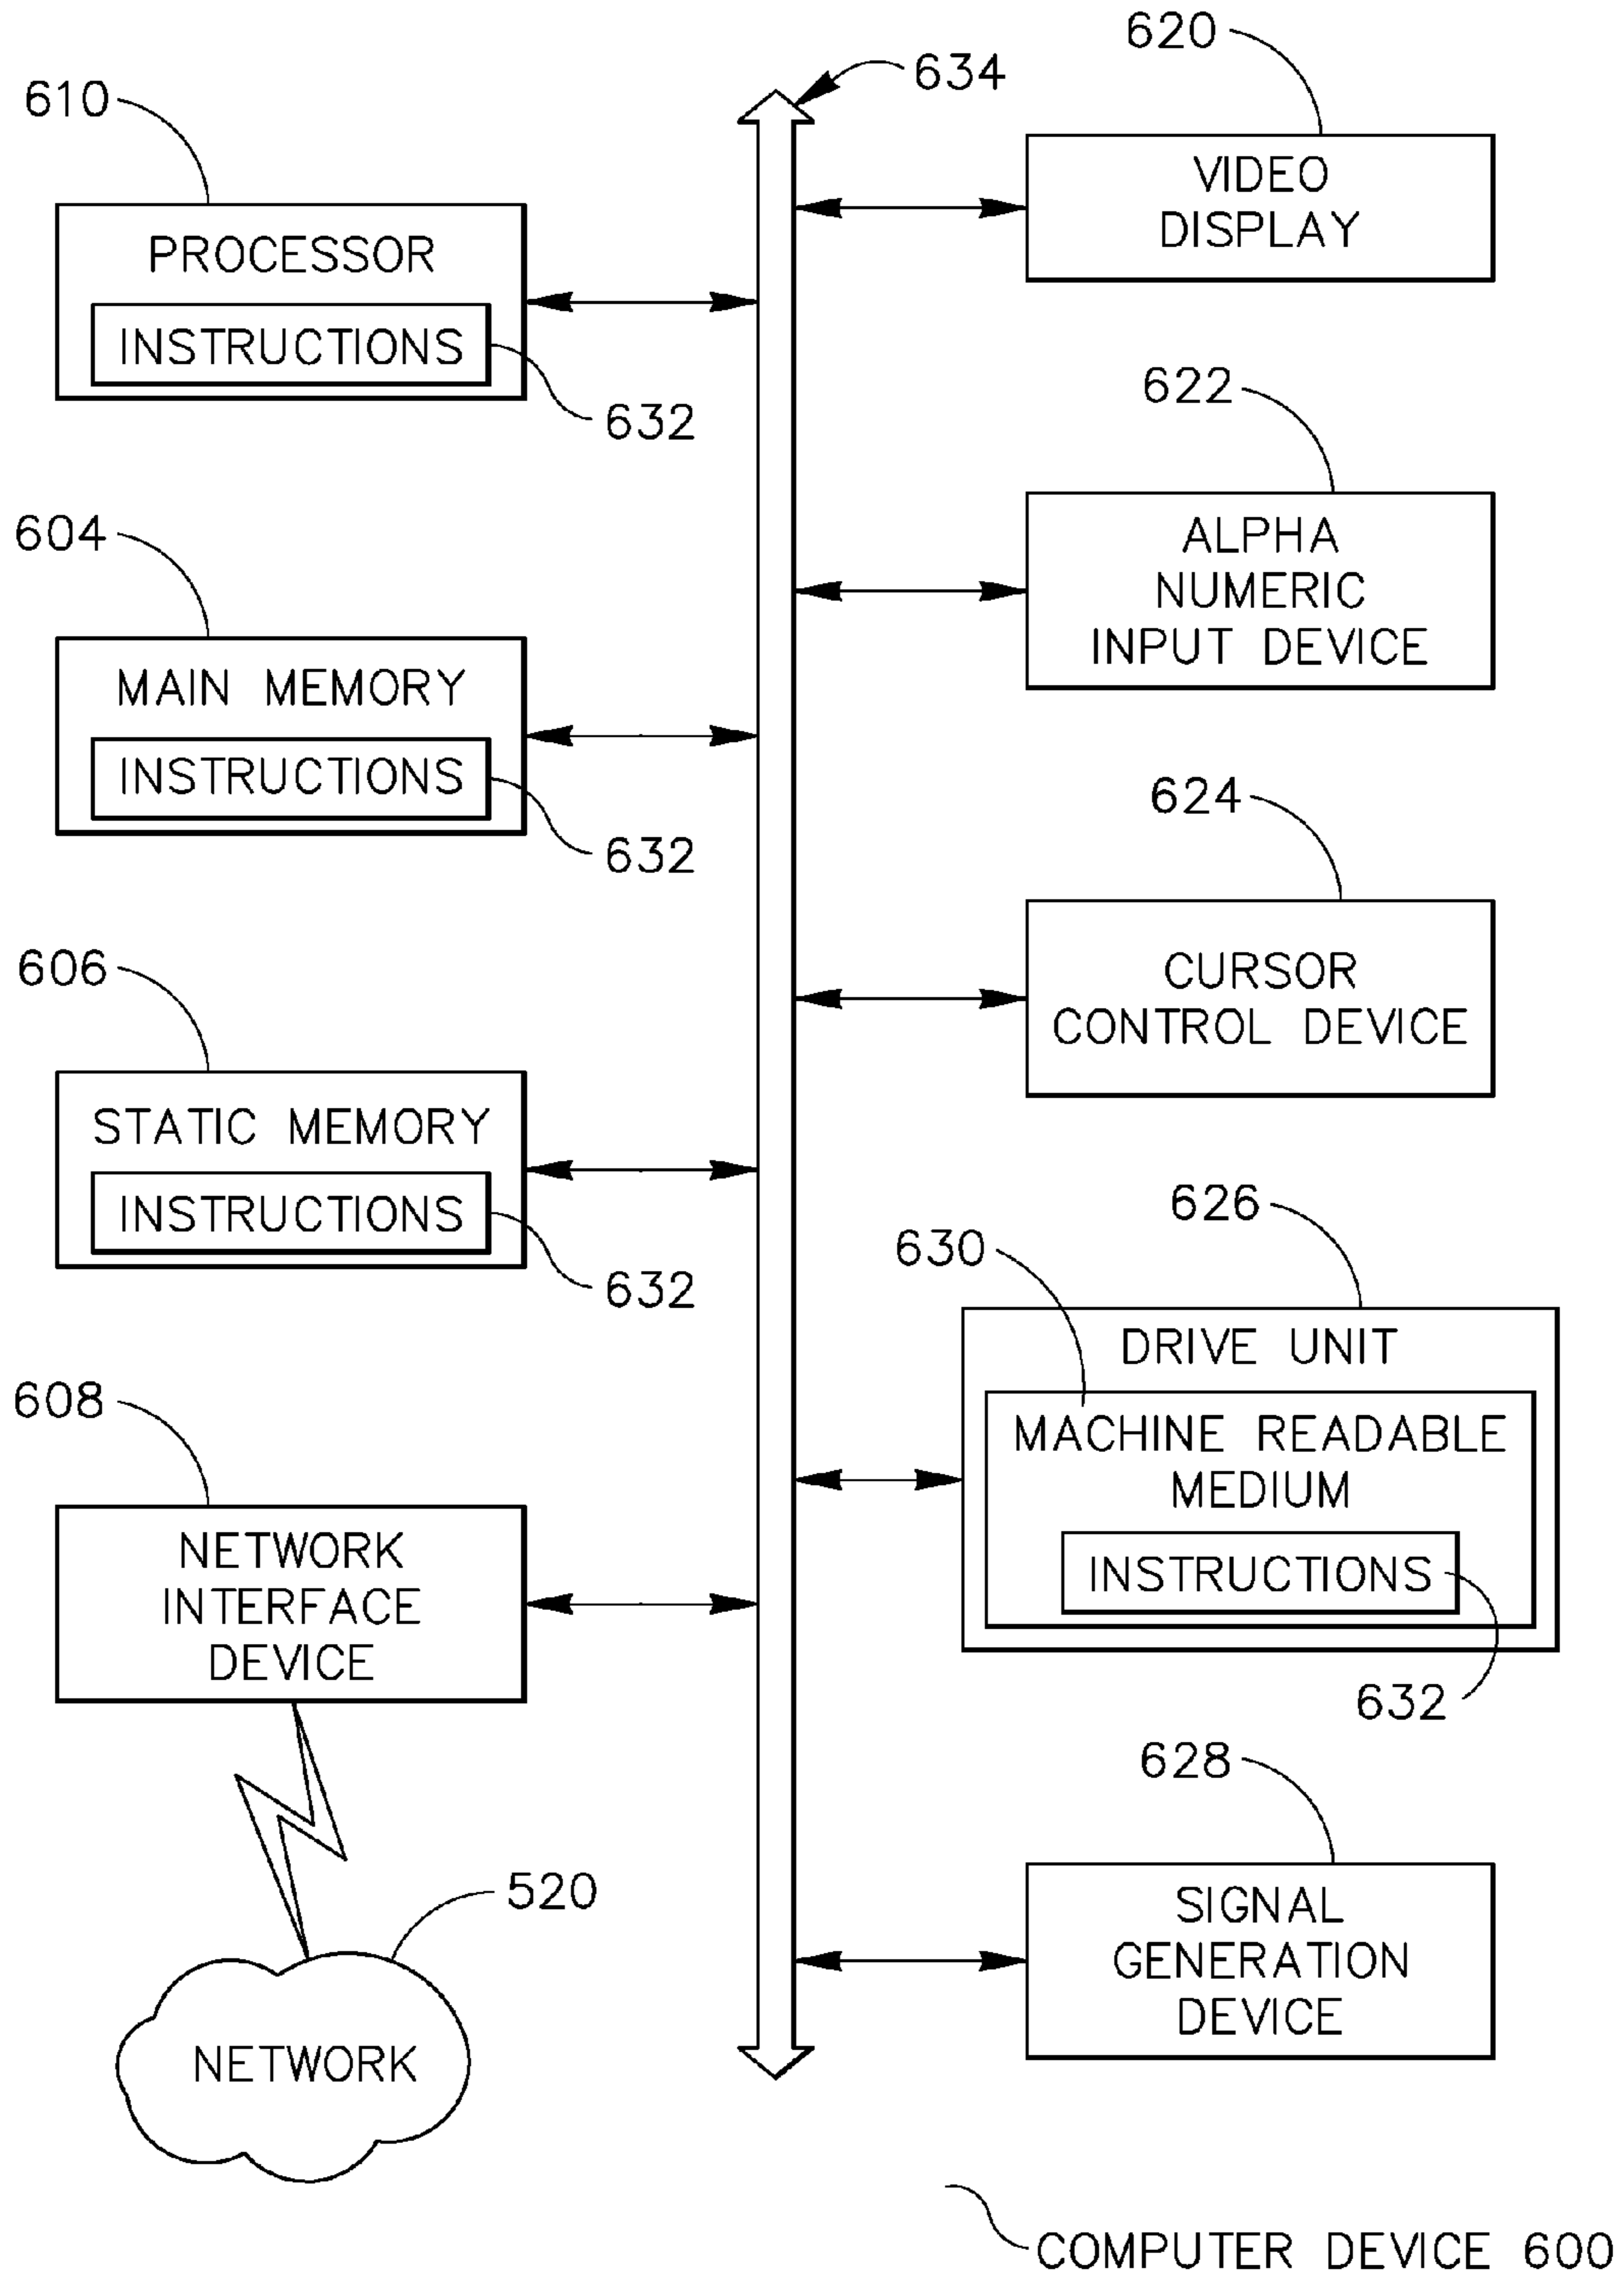 610
PROCESSOR
INSTRUCTIONS
632
604
MAIN MEMORY
INSTRUCTIONS
632
606
STATIC MEMORY
INSTRUCTIONS
632
608
NETWORK
INTERFACE
DEVICE
520
NETWORK
634
620
VIDEO
DISPLAY
622
ALPHA
NUMERIC
INPUT DEVICE
624
CURSOR
CONTROL DEVICE
626
630
DRIVE UNIT
MACHINE READABLE
MEDIUM
INSTRUCTIONS
632
628
SIGNAL
GENERATION
DEVICE
COMPUTER DEVICE 600